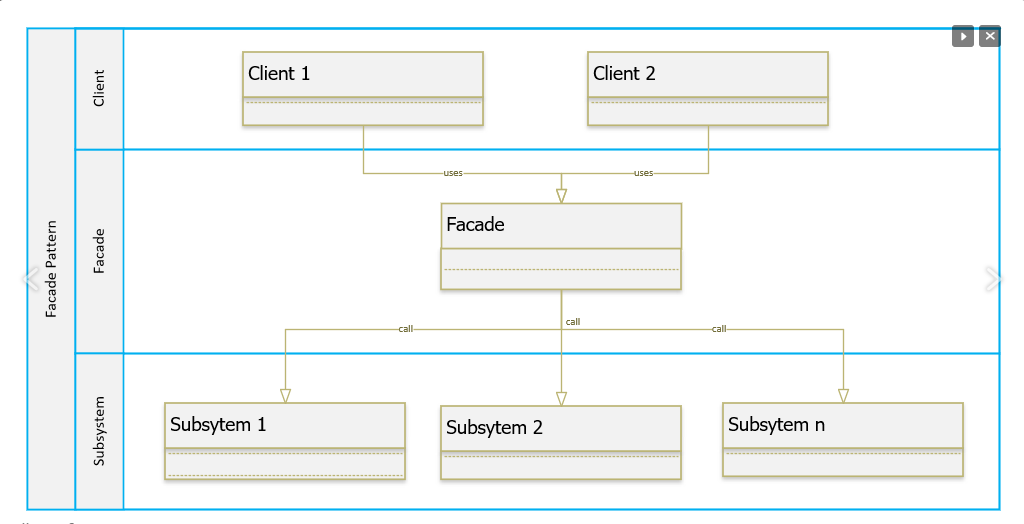 Facade Pattern
Client
Client 1
Client 2
uses
uses
Facade
Facade
call
call
call
Subsystem
Subsytem 1
Subsytem 2
Subsytem n